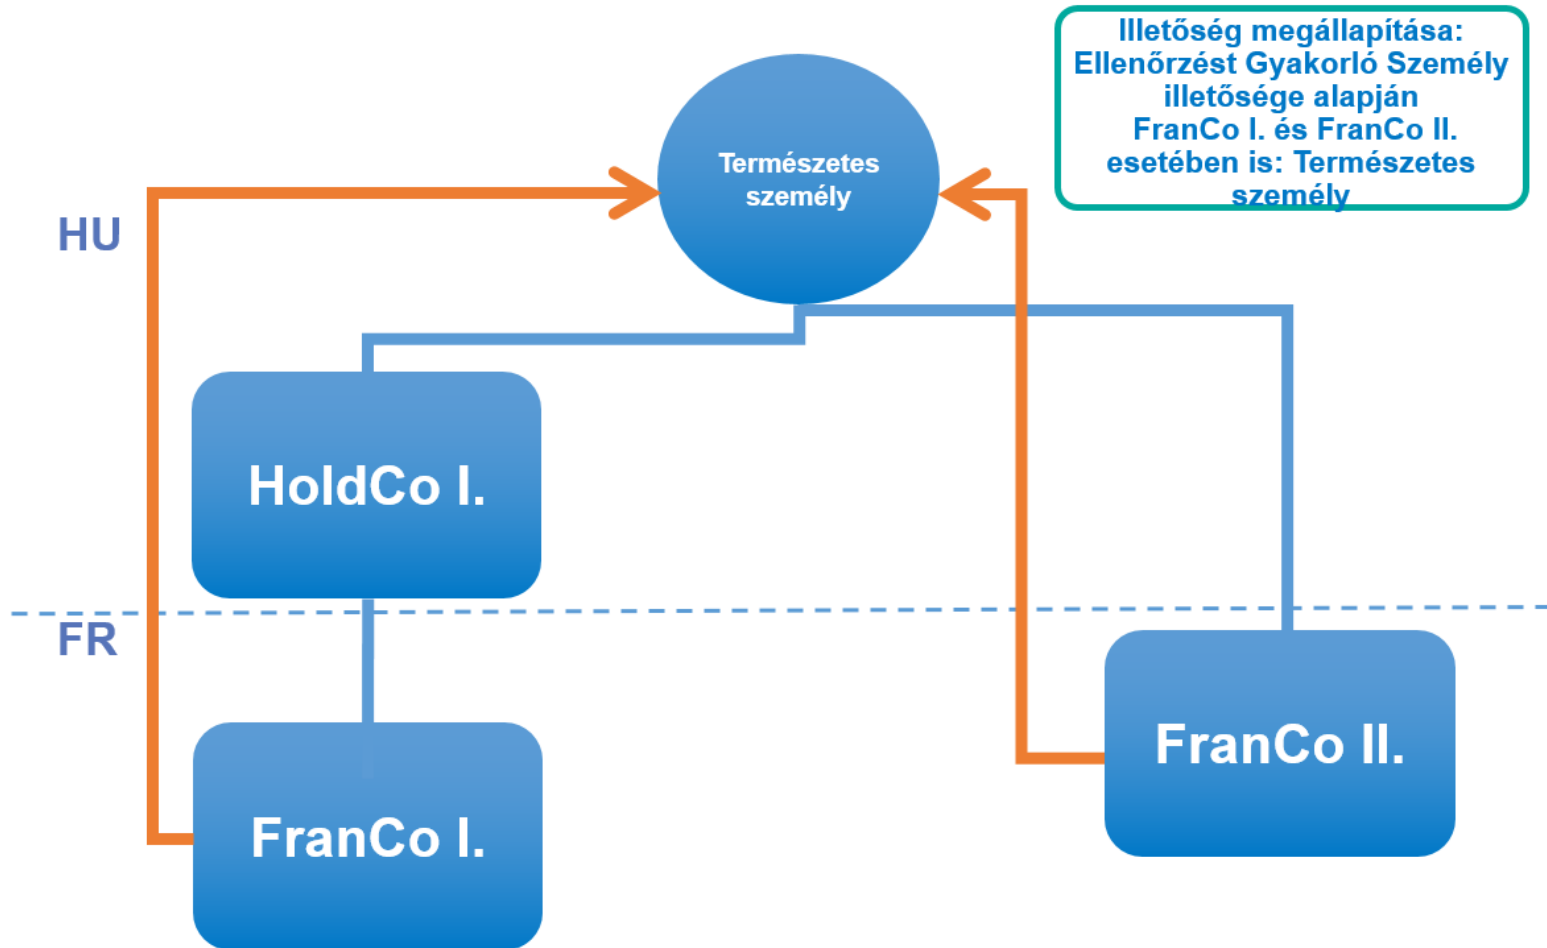 Illetőség megállapítása:
Ellenőrzést Gyakorló Személy
illetősége alapján
FranCo I. és FranCo II.
esetében is: Természetes
személy
Természetes
személy
HU
HoldCo I.
FR
FranCo II.
FranCo I.